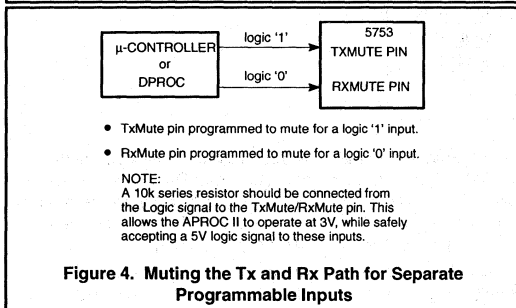 logic '1'
5753
µ-CONTROLLER
or
DPROC
TXMUTE PIN
logic '0'
RXMUTE PIN
• TxMute pin programmed to mute for a logic '1' input.
• RxMute pin programmed to mute for a logic '0' input.
NOTE:
A 10k series resistor should be connected from
the Logic signal to the TxMute/RxMute pin. This
allows the APROC II to operate at 3V, while safely
accepting a 5V logic signal to these inputs.
Figure 4. Muting the Tx and Rx Path for Separate
Programmable Inputs